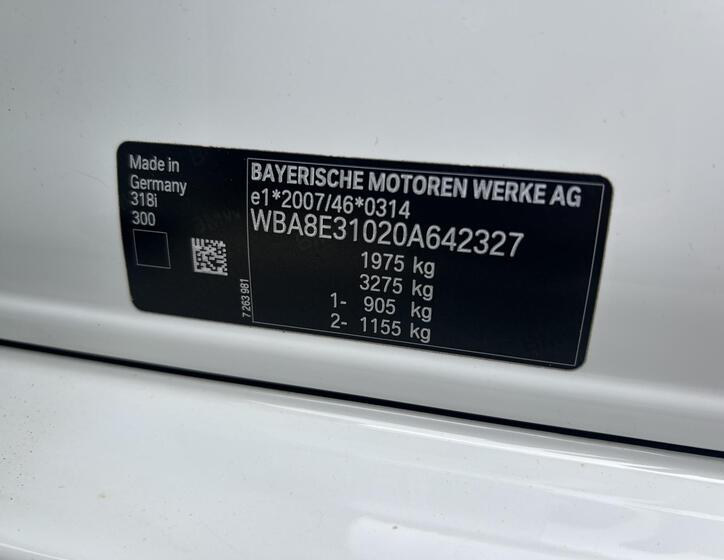 Made in
Germany
318i
300
7 263 981
BAYERISCHE MOTOREN WERKE AG
e1*2007/46*0314
WBA8E31020A642327
1975 kg
3275 kg
1- 905 kg
2- 1155 kg